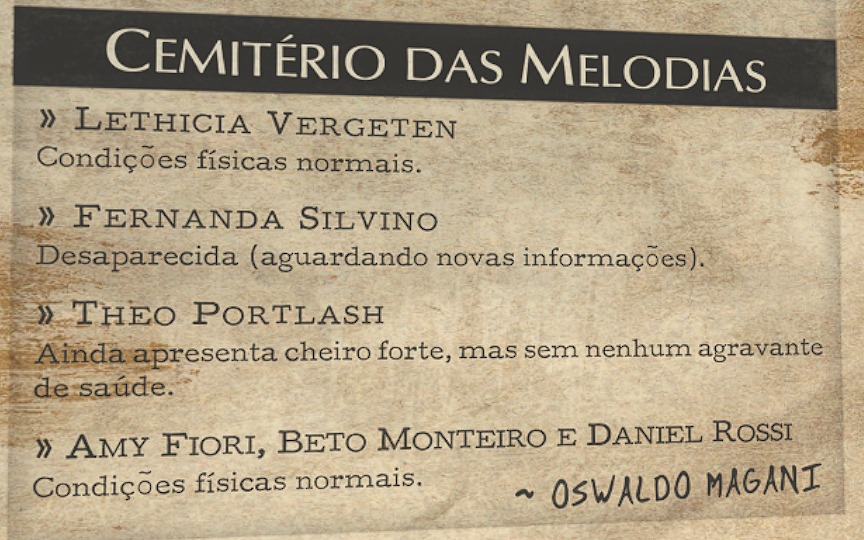 CEMITÉRIO DAS MELODIAS
» LETHICIA VERGETEN
Condições físicas normais.
» FERNANDA SILVINO
Desaparecida (aguardando novas informações).
» THEO PORTLASH
Ainda apresenta cheiro forte, mas sem nenhum agravante
de saúde.
» AMY FIORI, BETO MONTEIRO E DANIEL ROSSI
Condições físicas normais.
~ OSWALDO MAGANI